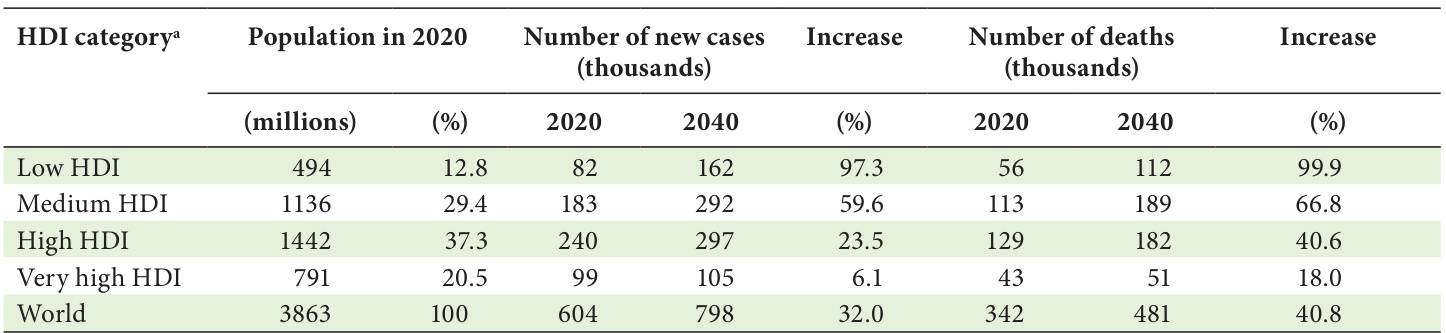 HDI categoryᵃ Population in 2020 Number of new cases Increase Number of deaths Increase
(thousands) (thousands)
(millions) (%) 2020 2040 (%) 2020 2040 (%)
Low HDI 494 12.8 82 162 97.3 56 112 99.9
Medium HDI 1136 29.4 183 292 59.6 113 189 66.8
High HDI 1442 37.3 240 297 23.5 129 182 40.6
Very high HDI 791 20.5 99 105 6.1 43 51 18.0
World 3863 100 604 798 32.0 342 481 40.8